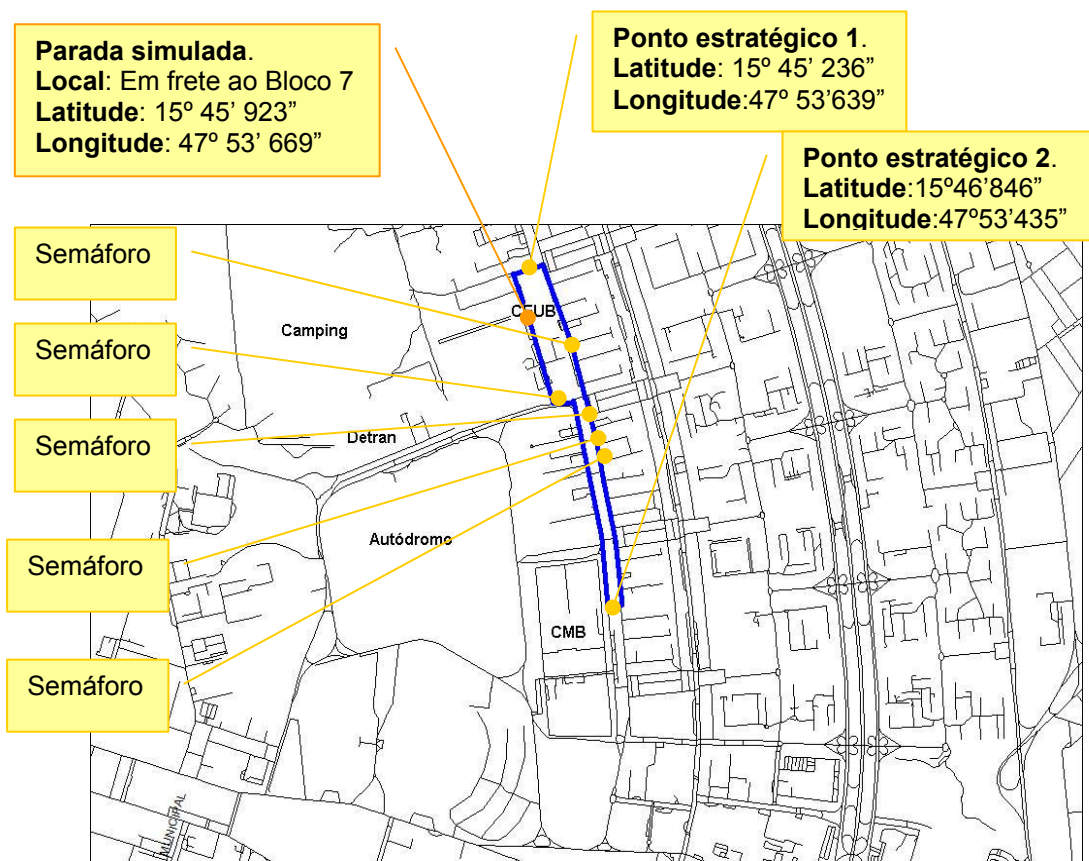 Parada simulada.
Local: Em frete ao Bloco 7
Latitude: 15º 45’ 923”
Longitude: 47º 53’ 669”
Ponto estratégico 1.
Latitude: 15º 45’ 236”
Longitude:47º 53’639”
Ponto estratégico 2.
Latitude:15º46’846”
Longitude:47º53’435”
Semáforo
Semáforo
Semáforo
Semáforo
Semáforo
CEUB
Camping
Detran
Autódromo
CMB
MUNICIPAL